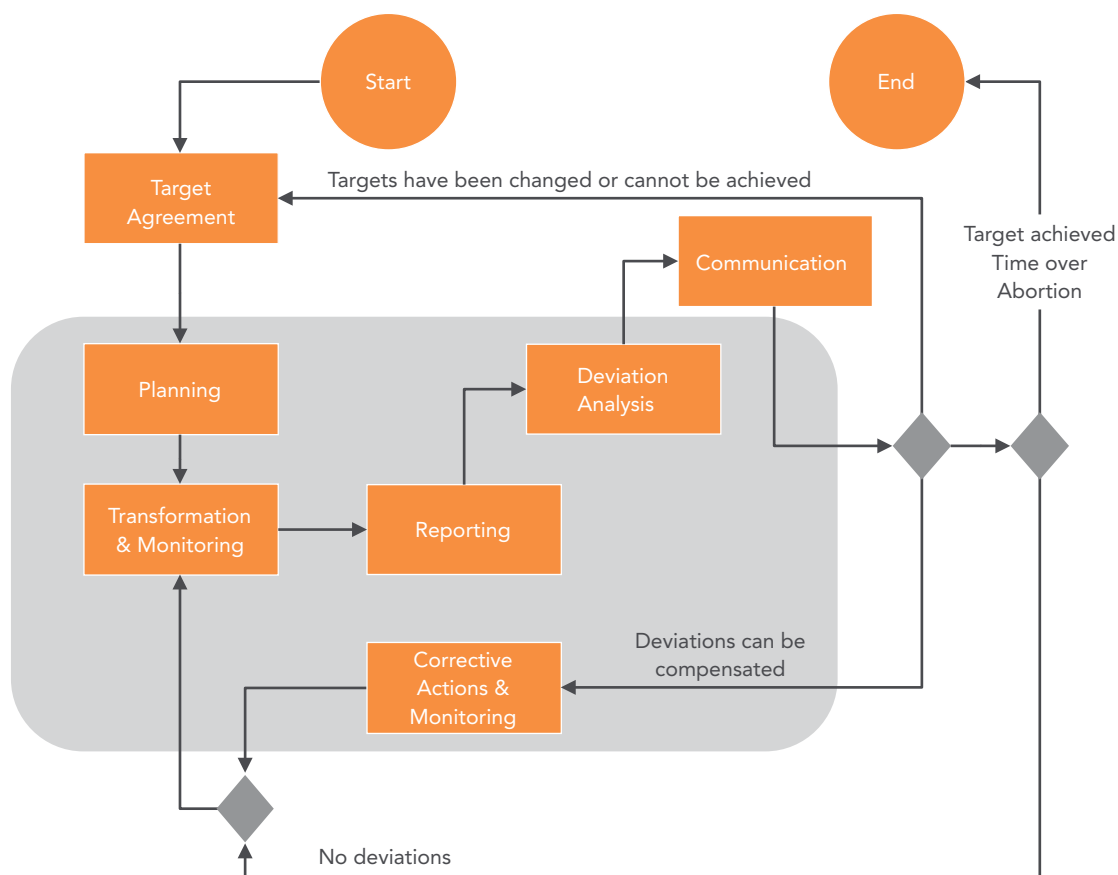 Start
End
Target
Agreement
Targets have been changed or cannot be achieved
Communication
Target achieved
Time over
Abortion
Planning
Deviation
Analysis
Transformation
& Monitoring
Reporting
Corrective
Actions &
Monitoring
Deviations can be
compensated
No deviations